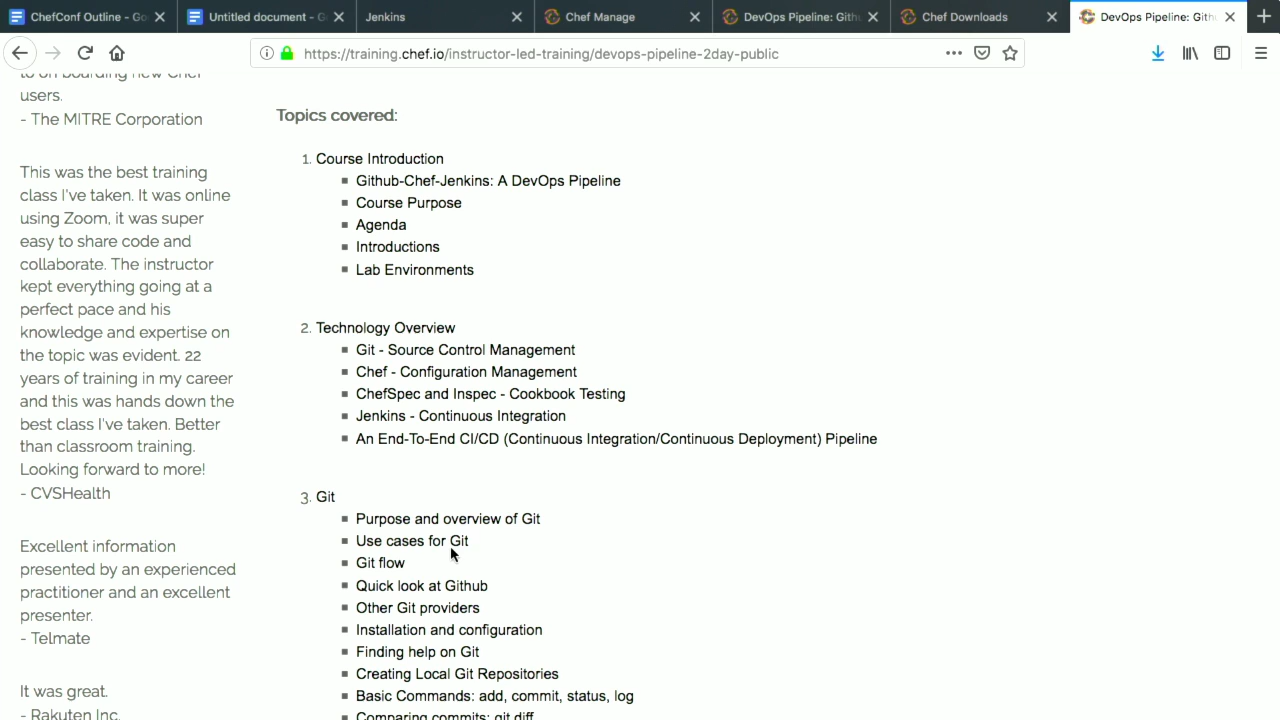 ChefConf Outline - Go
Untitled document - G
Jenkins
Chef Manage
DevOps Pipeline: Gith
Chef Downloads
DevOps Pipeline: Gith
https://training.chef.io/instructor-led-training/devops-pipeline-2day-public
to on boarding new Chef
users.
- The MITRE Corporation
This was the best training
class I've taken. It was online
using Zoom, it was super
easy to share code and
collaborate. The instructor
kept everything going at a
perfect pace and his
knowledge and expertise on
the topic was evident. 22
years of training in my career
and this was hands down the
best class I've taken. Better
than classroom training.
Looking forward to more!
- CVSHealth
Excellent information
presented by an experienced
practitioner and an excellent
presenter.
- Telmate
It was great.
- Rakuten Inc.
Topics covered:
1. Course Introduction
Github-Chef-Jenkins: A DevOps Pipeline
Course Purpose
Agenda
Introductions
Lab Environments
2. Technology Overview
Git - Source Control Management
Chef - Configuration Management
ChefSpec and Inspec - Cookbook Testing
Jenkins - Continuous Integration
An End-To-End CI/CD (Continuous Integration/Continuous Deployment) Pipeline
3. Git
Purpose and overview of Git
Use cases for Git
Git flow
Quick look at Github
Other Git providers
Installation and configuration
Finding help on Git
Creating Local Git Repositories
Basic Commands: add, commit, status, log
Comparing commits: git diff